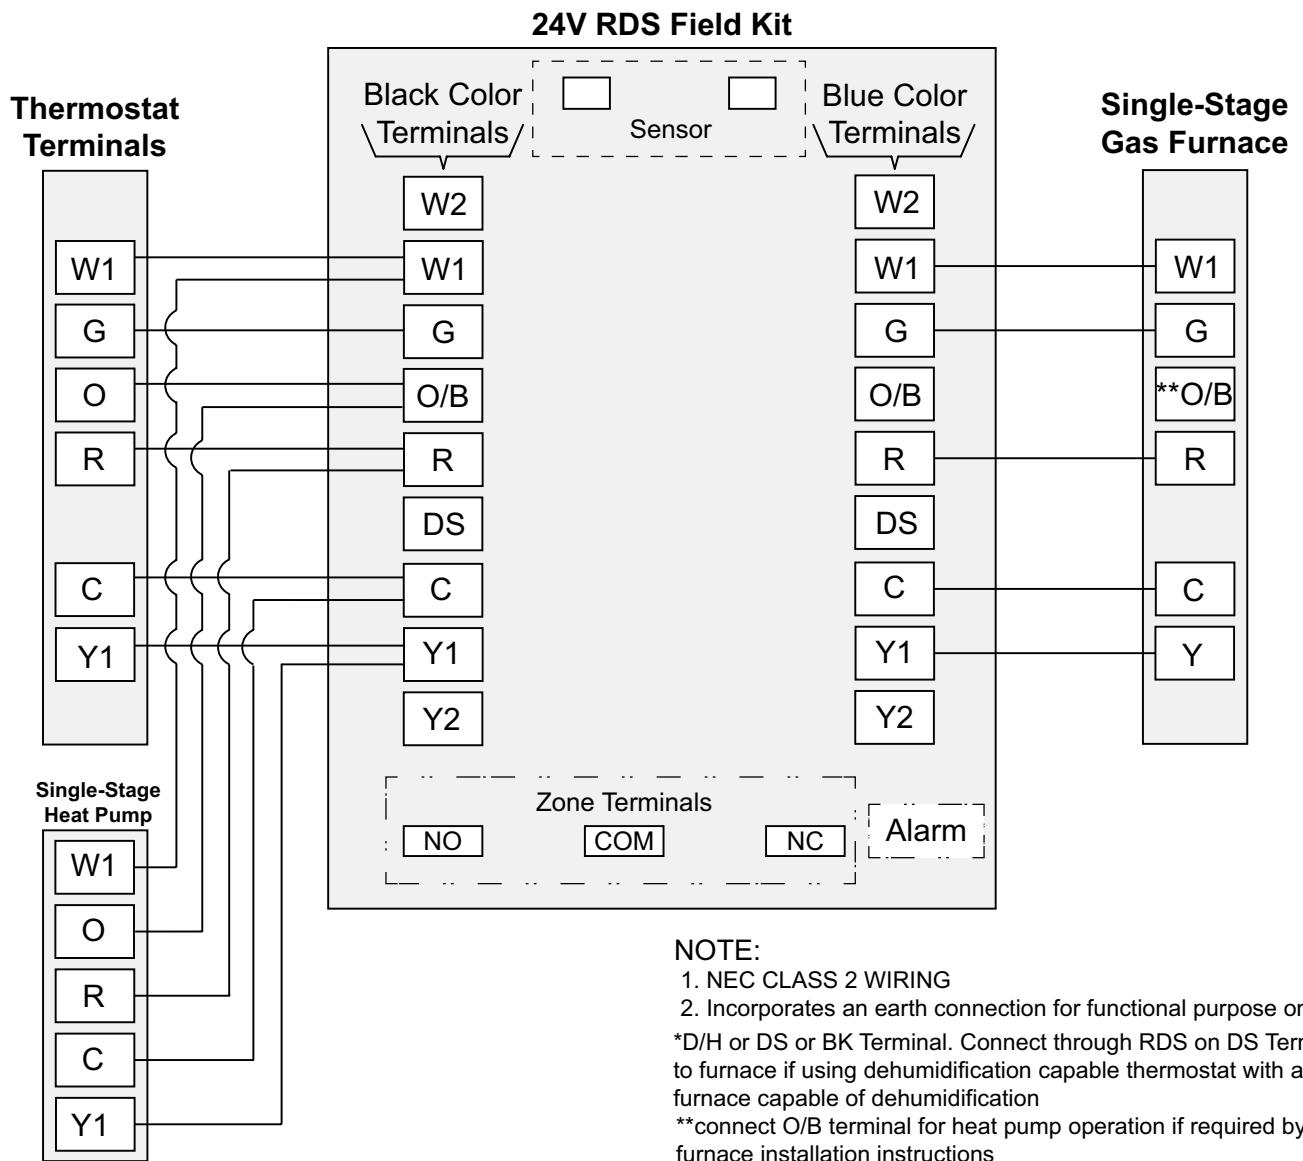 24V RDS Field Kit
Thermostat
Terminals
Black Color
Terminals
Sensor
Blue Color
Terminals
Single-Stage
Gas Furnace
W1
G
O
R
C
Y1
W2
W1
G
O/B
R
DS
C
Y1
Y2
W2
W1
G
O/B
R
DS
C
Y1
Y2
W1
G
**O/B
R
C
Y
Zone Terminals
NO
COM
NC
Alarm
Single-Stage
Heat Pump
W1
O
R
C
Y1
NOTE:
1. NEC CLASS 2 WIRING
2. Incorporates an earth connection for functional purpose
*D/H or DS or BK Terminal. Connect through RDS on DS
to furnace if using dehumidification capable thermostat with a
furnace capable of dehumidification
**connect O/B terminal for heat pump operation if required by
furnace installation instructions